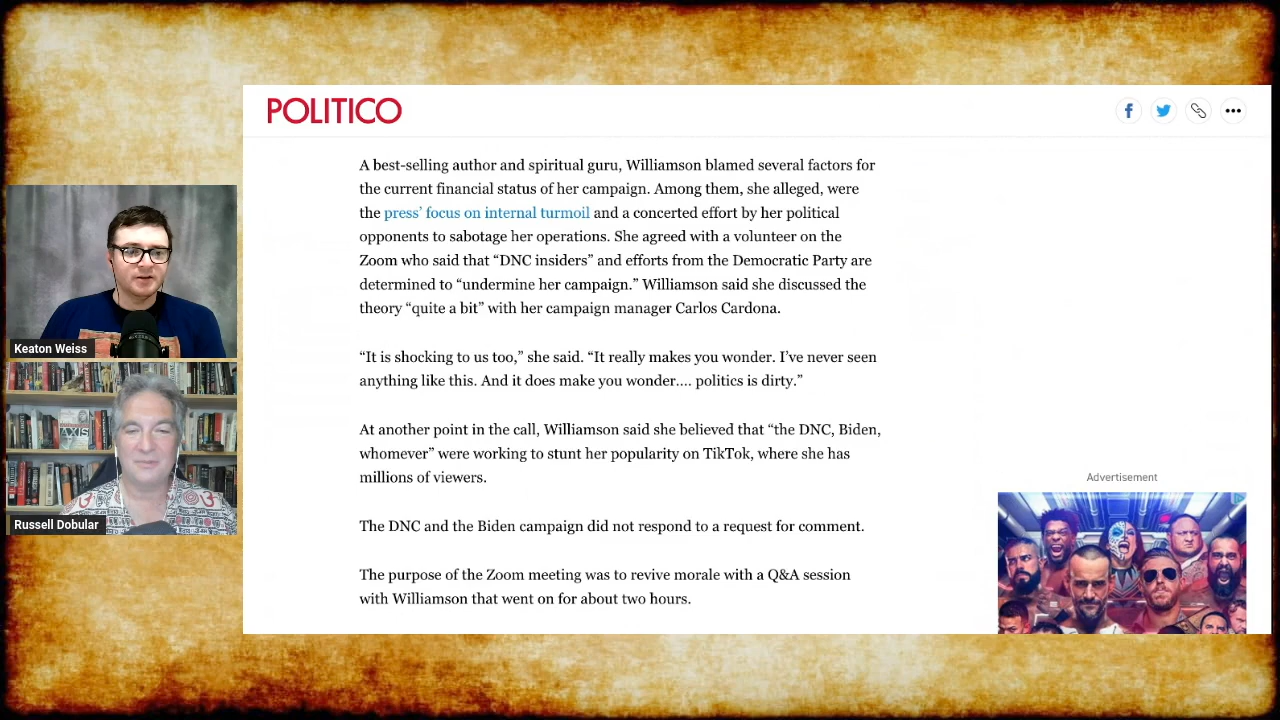 POLITICO
A best-selling author and spiritual guru, Williamson blamed several factors for
the current financial status of her campaign. Among them, she alleged, were
the press’ focus on internal turmoil and a concerted effort by her political
opponents to sabotage her operations. She agreed with a volunteer on the
Zoom who said that “DNC insiders” and efforts from the Democratic Party are
determined to “undermine her campaign.” Williamson said she discussed the
theory “quite a bit” with her campaign manager Carlos Cardona.
“It is shocking to us too,” she said. “It really makes you wonder. I’ve never seen
anything like this. And it does make you wonder.... politics is dirty.”
At another point in the call, Williamson said she believed that “the DNC, Biden,
whomever” were working to stunt her popularity on TikTok, where she has
millions of viewers.
The DNC and the Biden campaign did not respond to a request for comment.
The purpose of the Zoom meeting was to revive morale with a Q&A session
with Williamson that went on for about two hours.
Advertisement
Keaton Weiss
AXIS
Russell Dobular